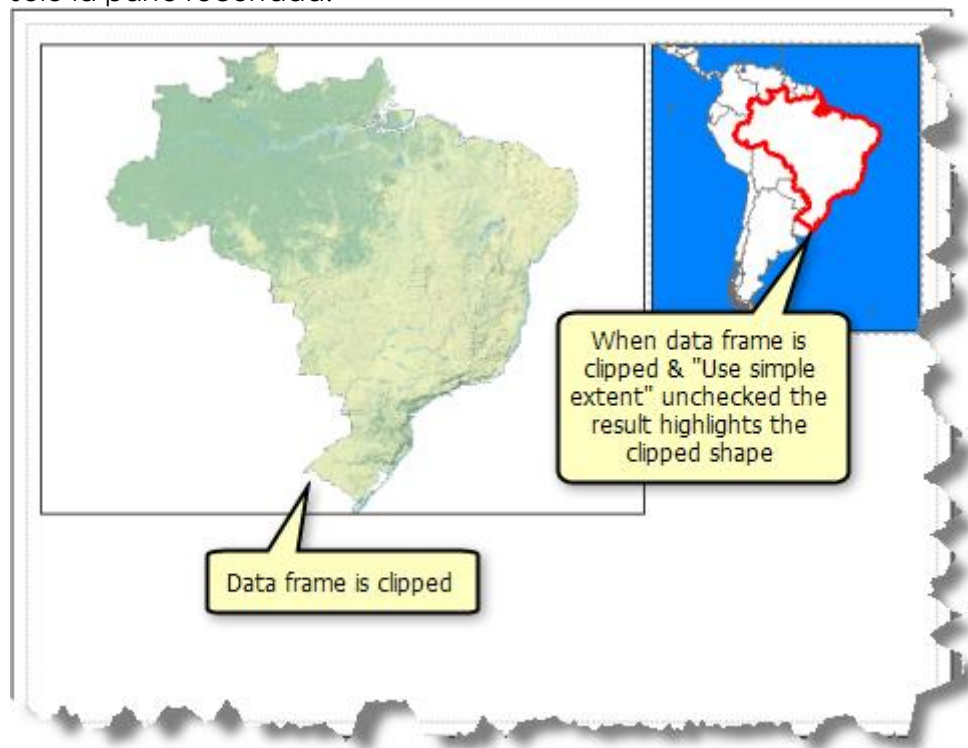 When data frame is
clipped & "Use simple
extent" unchecked the
result highlights the
clipped shape
Data frame is clipped